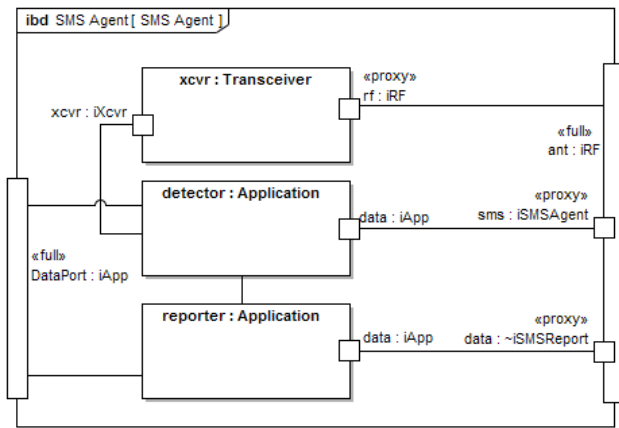 ibd SMS Agent [ SMS Agent ]
xcvr : Transceiver
«proxy»
rf : iRF
xcvr : iXcvr
«full»
ant : iRF
detector : Application
«proxy»
data : iApp
sms : iSMSAgent
«full»
DataPort : iApp
reporter : Application
«proxy»
data : iApp
data : ~iSMSReport